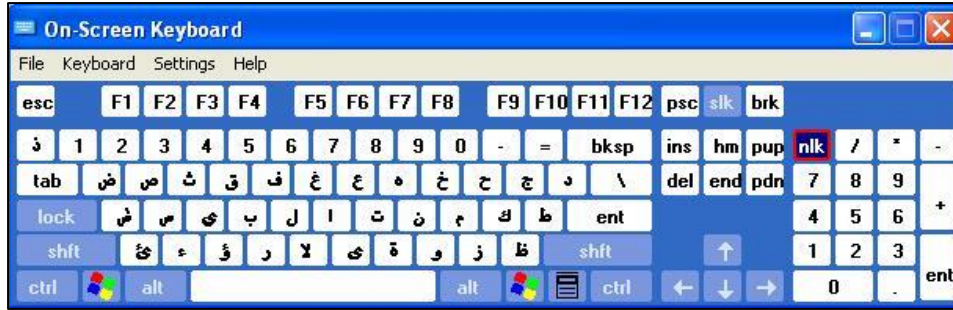 On-Screen Keyboard
File Keyboard Settings Help
esc F1 F2 F3 F4 F5 F6 F7 F8 F9 F10 F11 F12 psc slk brk
ذ 1 2 3 4 5 6 7 8 9 0 - = bksp ins hm pup nlk / * -
tab ض ص ث ق ف غ ع ه خ ح ج د \ del end pdn 7 8 9 +
lock ش س ي ب ل ا ت ن م ك ط ent 4 5 6
shft ئ ء ؤ ر لا ى ة و ز ظ shft ↑ 1 2 3 ent
ctrl alt alt ctrl ← ↓ → 0 .